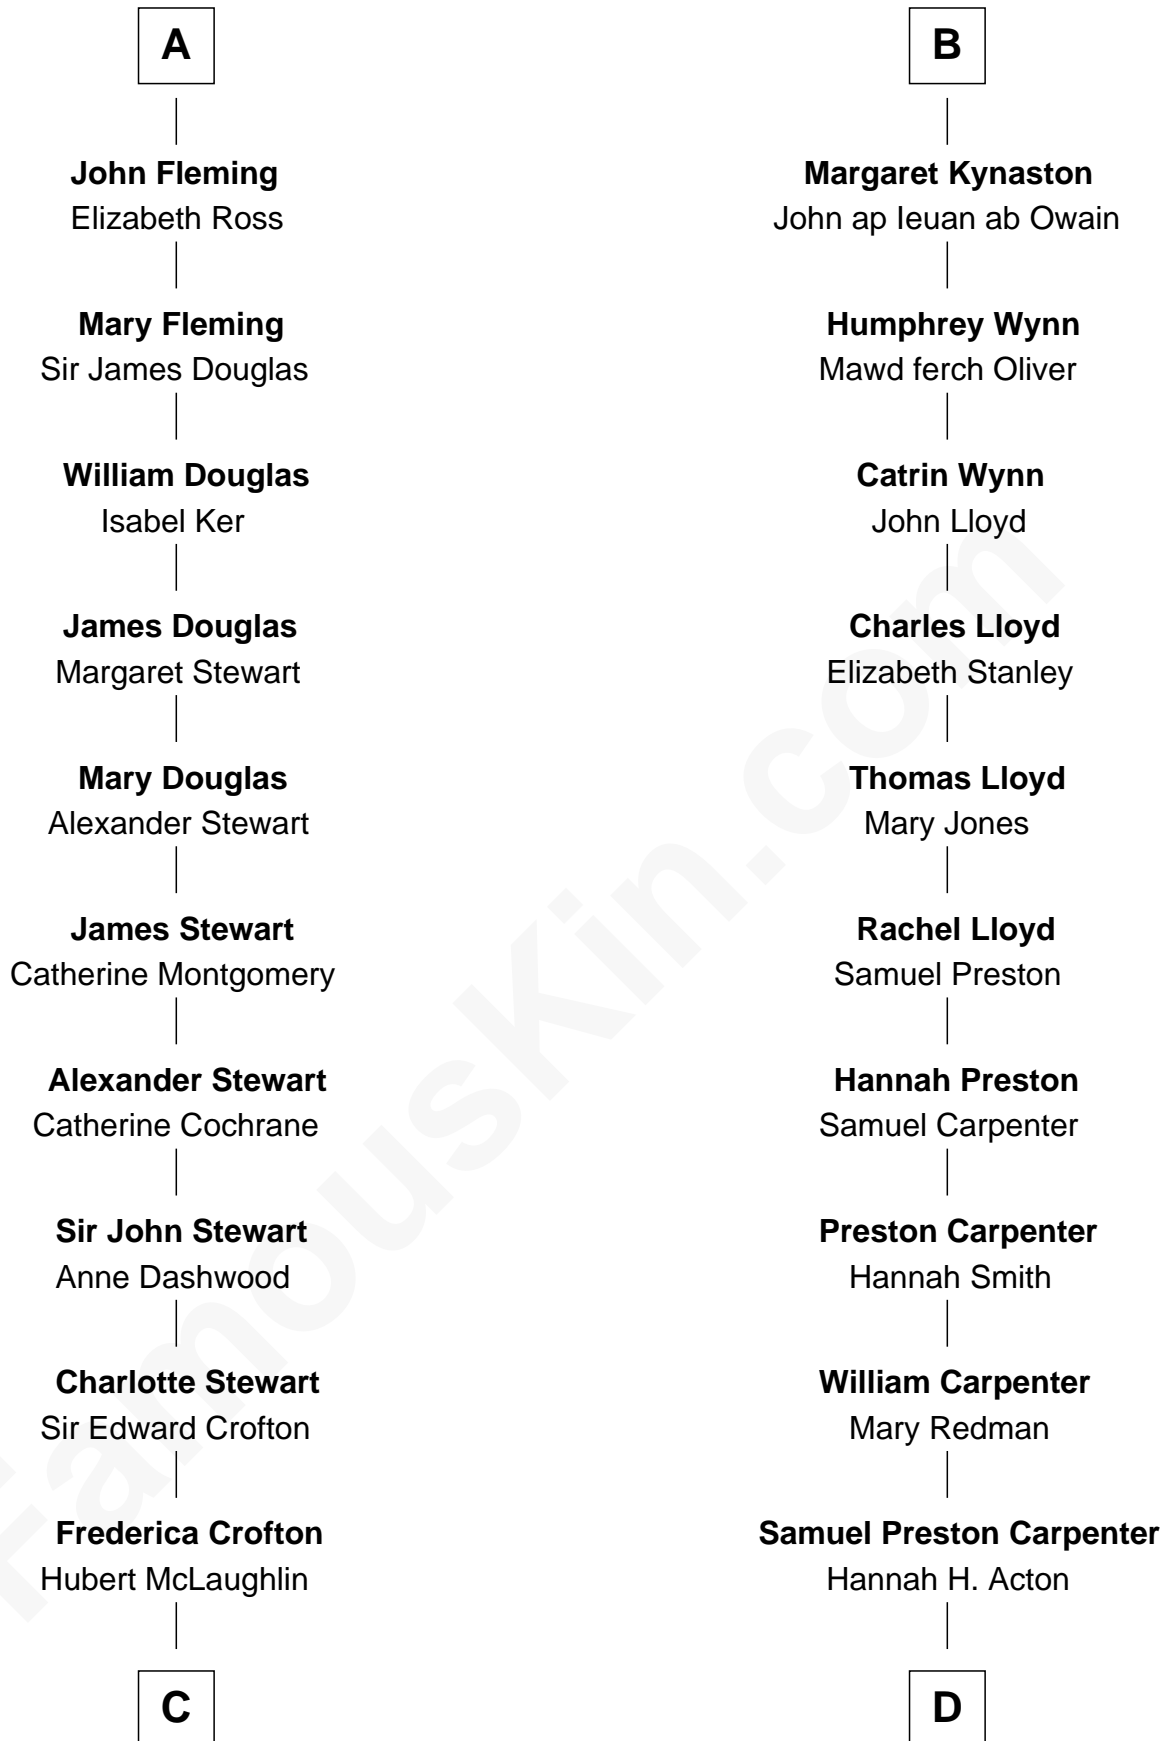 A
John Fleming
Elizabeth Ross
Mary Fleming
Sir James Douglas
William Douglas
Isabel Ker
James Douglas
Margaret Stewart
Mary Douglas
Alexander Stewart
James Stewart
Catherine Montgomery
Alexander Stewart
Catherine Cochrane
Sir John Stewart
Anne Dashwood
Charlotte Stewart
Sir Edward Crofton
Frederica Crofton
Hubert McLaughlin
C
B
Margaret Kynaston
John ap Ieuan ab Owain
Humphrey Wynn
Mawd ferch Oliver
Catrin Wynn
John Lloyd
Charles Lloyd
Elizabeth Stanley
Thomas Lloyd
Mary Jones
Rachel Lloyd
Samuel Preston
Hannah Preston
Samuel Carpenter
Preston Carpenter
Hannah Smith
William Carpenter
Mary Redman
Samuel Preston Carpenter
Hannah H. Acton
D
FamousKin.com